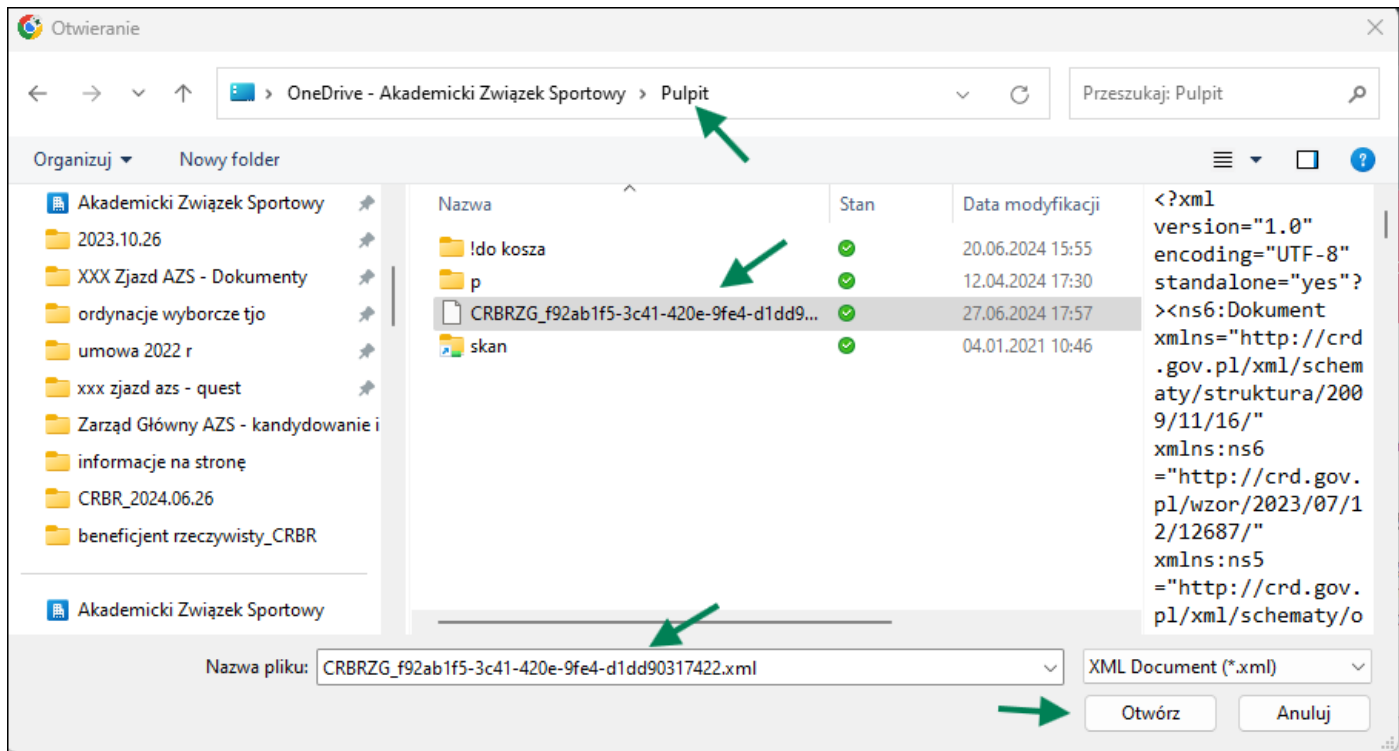 Otwieranie
OneDrive - Akademicki Związek Sportowy > Pulpit
Przeszukaj: Pulpit
Organizuj
Nowy folder
Akademicki Związek Sportowy
2023.10.26
XXX Zjazd AZS - Dokumenty
ordynacje wyborcze tjo
umowa 2022 r
xxx zjazd azs - quest
Zarząd Główny AZS - kandydowanie i
informacje na stronę
CRBR_2024.06.26
beneficjent rzeczywisty_CRBR
Akademicki Związek Sportowy
Nazwa Stan Data modyfikacji
!do kosza 20.06.2024 15:55
p 12.04.2024 17:30
CRBRZG_f92ab1f5-3c41-420e-9fe4-d1dd9... 27.06.2024 17:57
skan 04.01.2021 10:46
<?xml
version="1.0"
encoding="UTF-8"
standalone="yes"?
><ns6:Dokument
xmlns="http://crd
.gov.pl/xml/schem
aty/struktura/200
9/11/16/"
xmlns:ns6
="http://crd.gov.
pl/wzor/2023/07/1
2/12687/"
xmlns:ns5
="http://crd.gov.
pl/xml/schematy/o
Nazwa pliku: CRBRZG_f92ab1f5-3c41-420e-9fe4-d1dd90317422.xml
XML Document (*.xml)
Otwórz
Anuluj